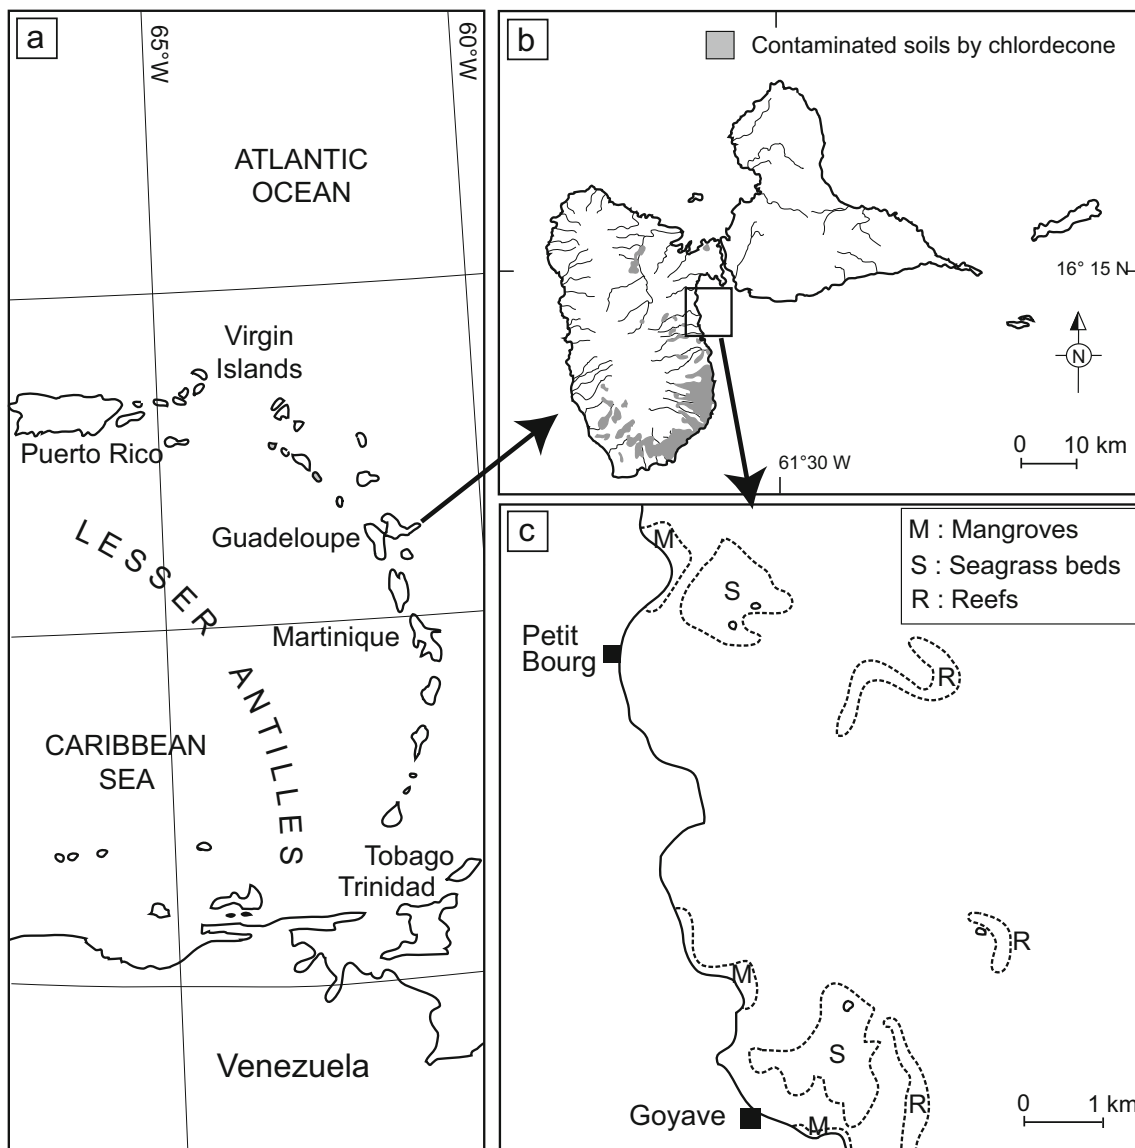 a
65°W
60°W
ATLANTIC
OCEAN
Virgin
Islands
Puerto Rico
Guadeloupe
LESSER
Martinique
ANTILLES
CARIBBEAN
SEA
Tobago
Trinidad
Venezuela
b
Contaminated soils by chlordecone
16° 15 N
N
0 10 km
61°30 W
c
M : Mangroves
S : Seagrass beds
R : Reefs
M
S
Petit
Bourg
R
R
M
S
R
Goyave
M
0 1 km